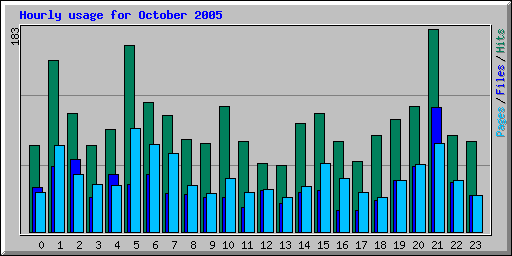 Hourly usage for October 2005
183
Pages / Files / Hits
0 1 2 3 4 5 6 7 8 9 10 11 12 13 14 15 16 17 18 19 20 21 22 23